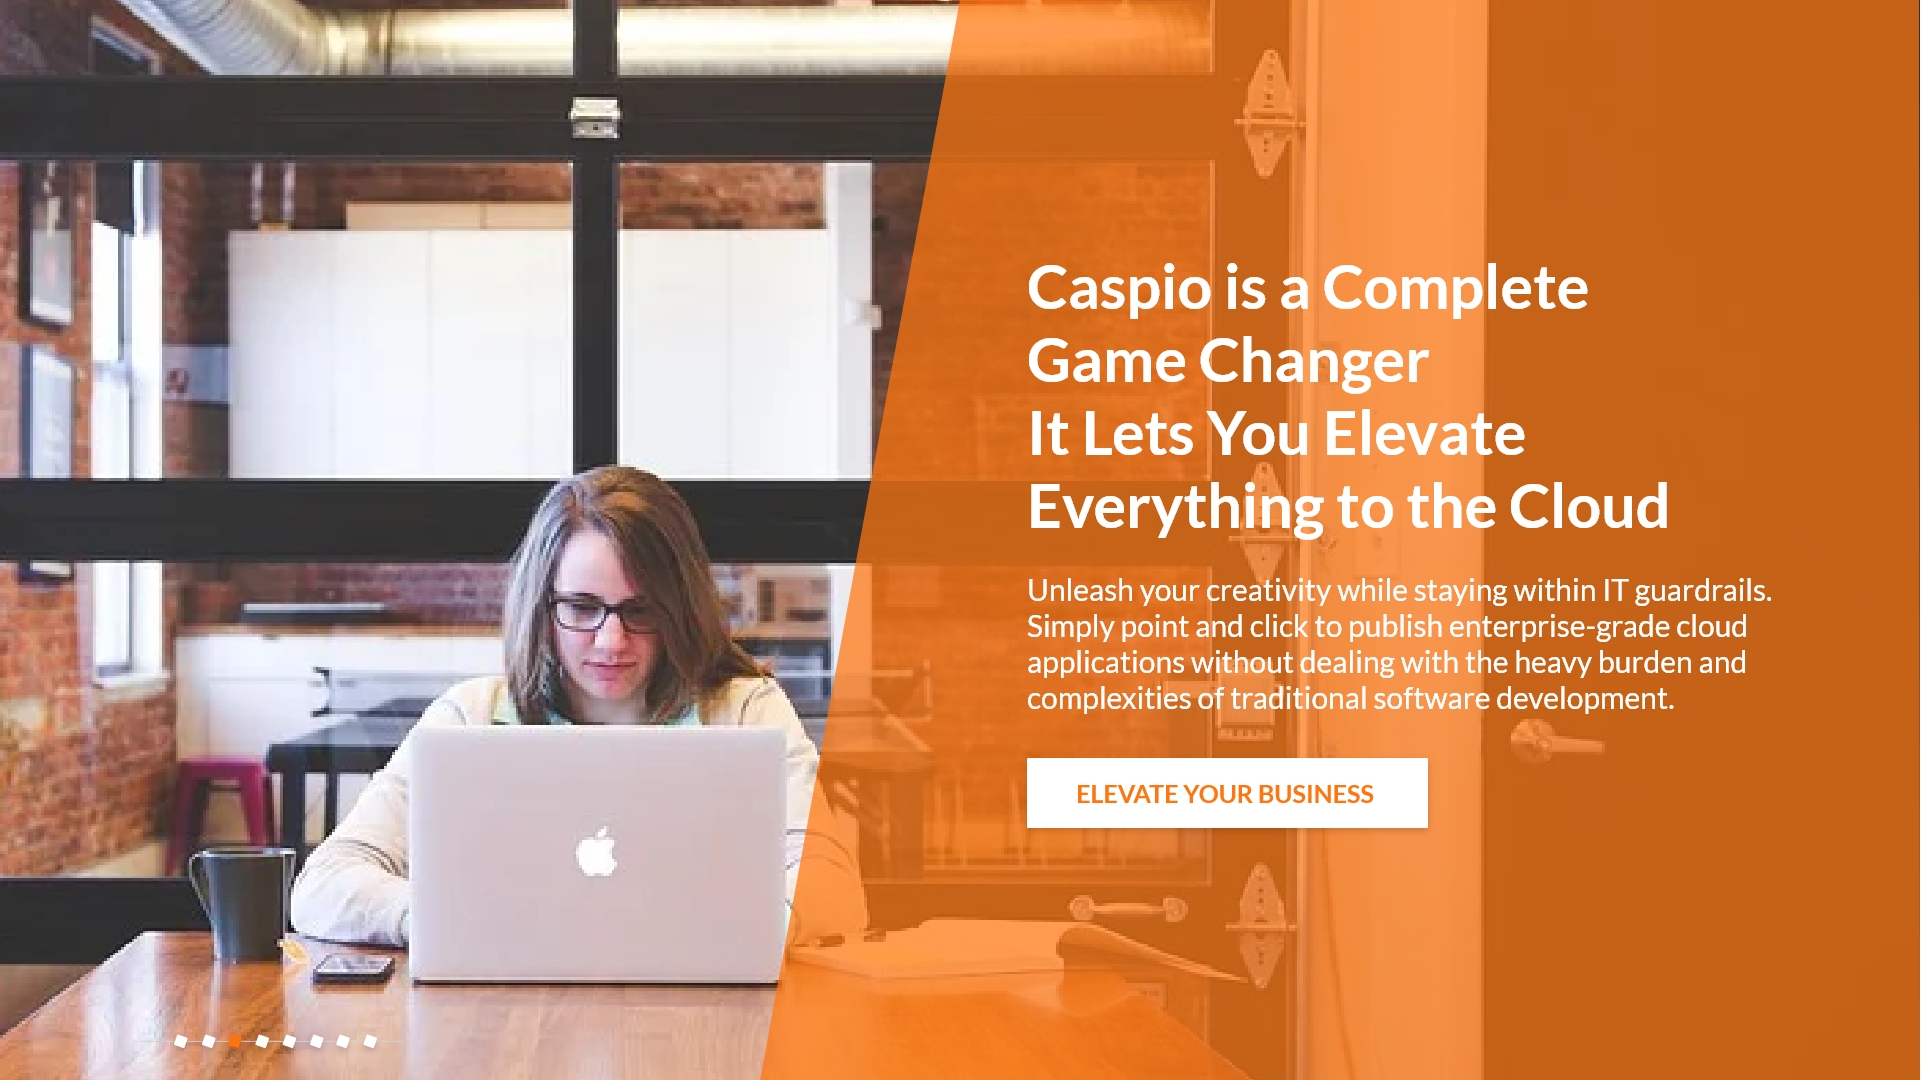 Caspio is a Complete
Game Changer
It Lets You Elevate
Everything to the Cloud
Unleash your creativity while staying within IT guardrails.
Simply point and click to publish enterprise-grade cloud
applications without dealing with the heavy burden and
complexities of traditional software development.
ELEVATE YOUR BUSINESS